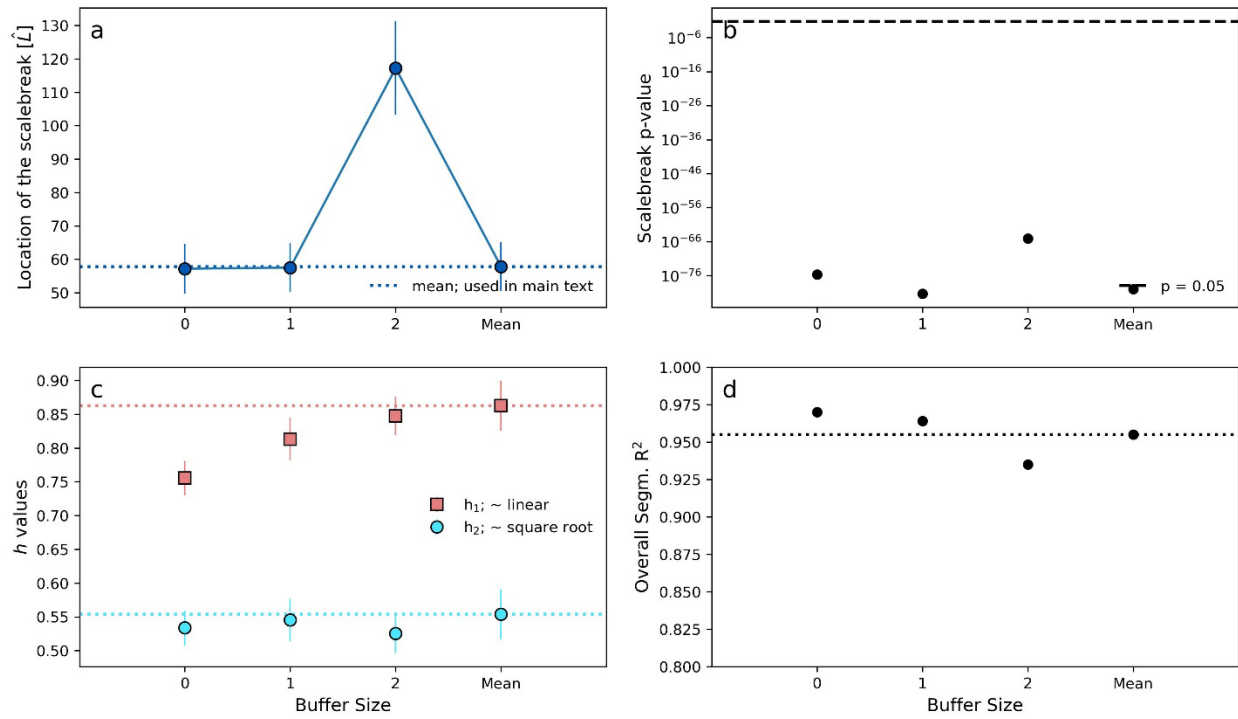 a
Location of the scalebreak [L̂]
130
120
110
100
90
80
70
60
50
mean; used in main text
0 1 2 Mean
b
Scalebreak p-value
10⁻⁶
10⁻¹⁶
10⁻²⁶
10⁻³⁶
10⁻⁴⁶
10⁻⁵⁶
10⁻⁶⁶
10⁻⁷⁶
p = 0.05
0 1 2 Mean
c
h values
0.90
0.85
0.80
0.75
0.70
0.65
0.60
0.55
0.50
h₁; ~ linear
h₂; ~ square root
0 1 2 Mean
Buffer Size
d
Overall Segm. R²
1.000
0.975
0.950
0.925
0.900
0.875
0.850
0.825
0.800
0 1 2 Mean
Buffer Size